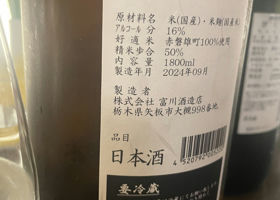 原材料名 米(国産)・米麹(国産米)
アルコール分 16%
好適米 赤磐雄町100%使用
精米歩合 50%
内容量 1800ml
製造年月 2024年09月
製造者
株式会社 富川酒造店
栃木県矢板市大槻998番地
品目
日本酒
要冷蔵